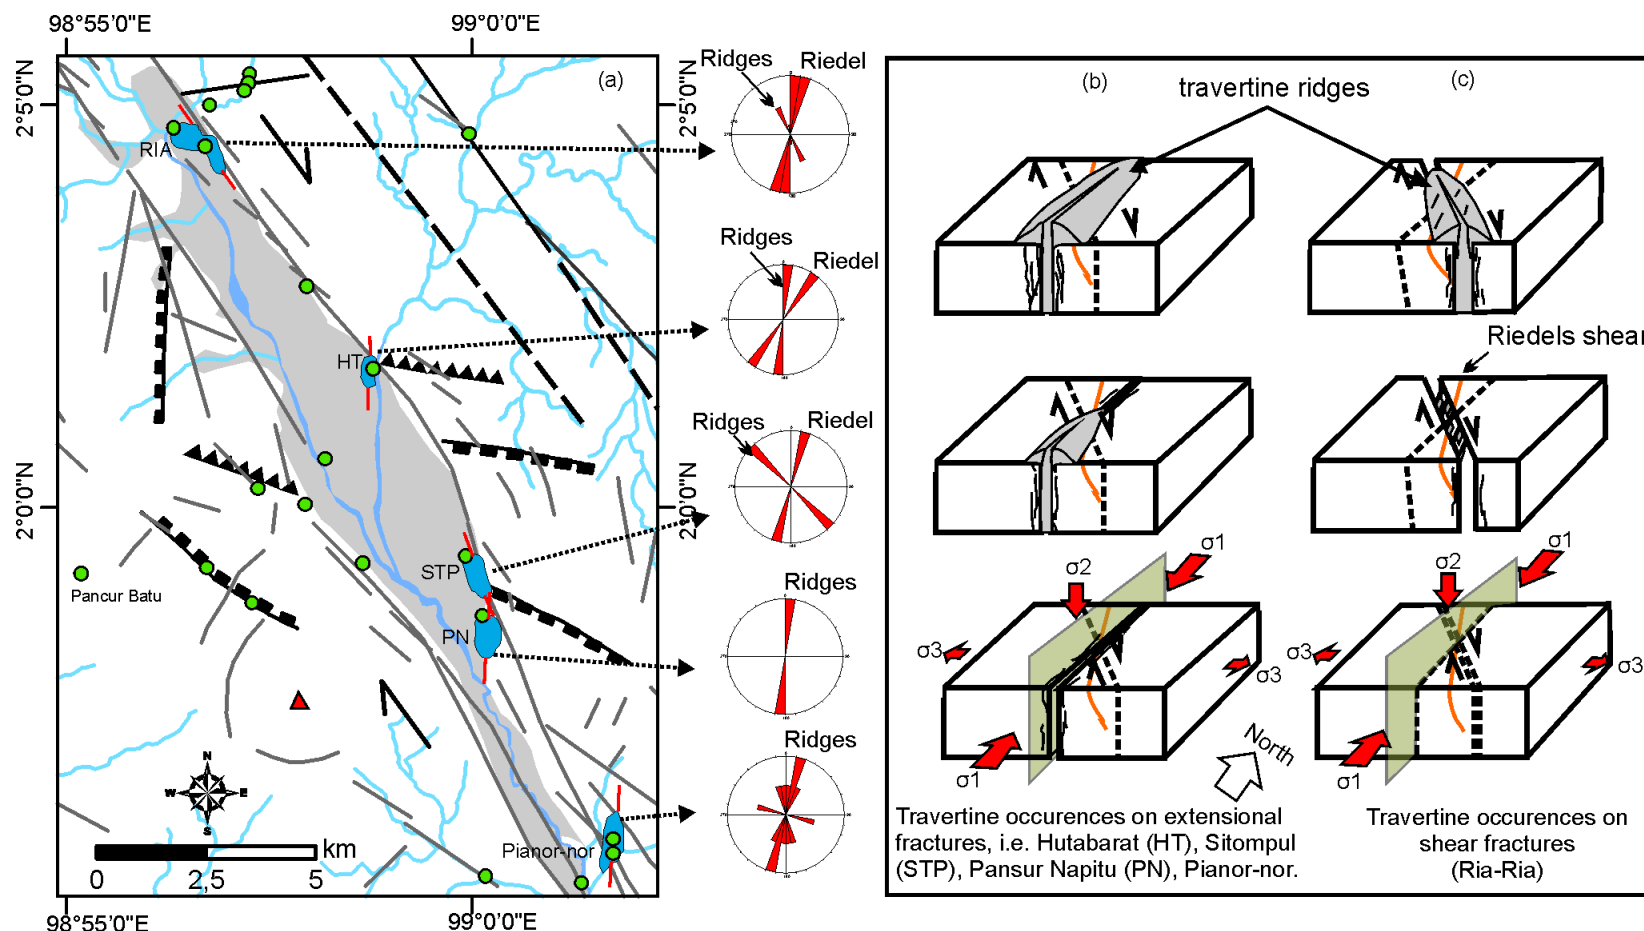 98°55'0"E
99°0'0"E
2°5'0"N
2°5'0"N
(a)
Ridges
Riedel
RIA
Ridges
Riedel
HT
Ridges
Riedel
2°0'0"N
2°0'0"N
STP
Pancur Batu
PN
Ridges
N
W
E
S
Ridges
Pianor-nor
km
0
2,5
5
98°55'0"E
99°0'0"E
(b)
(c)
travertine ridges
Riedels shear
σ1
σ2
σ3
σ3
σ1
σ1
σ2
σ3
σ3
σ1
North
Travertine occurences on extensional
fractures, i.e. Hutabarat (HT), Sitompul
(STP), Pansur Napitu (PN), Pianor-nor.
Travertine occurences on
shear fractures
(Ria-Ria)